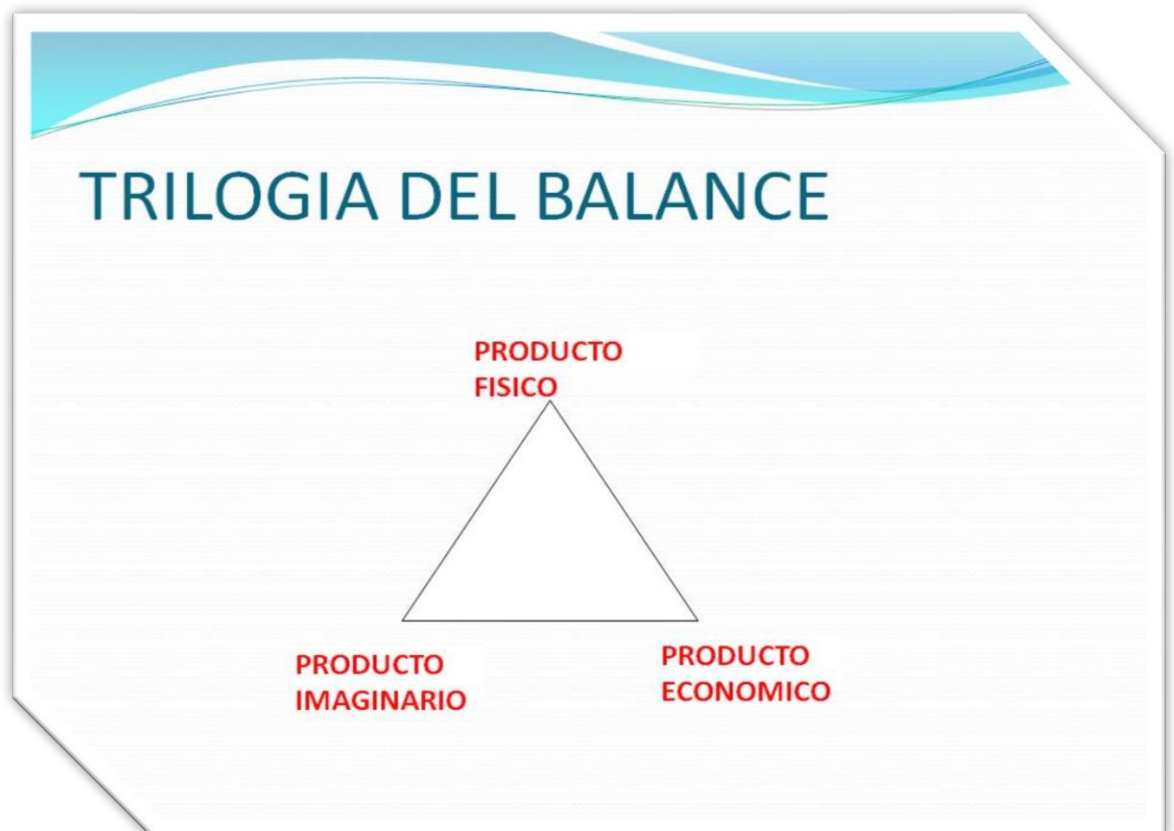 TRILOGIA DEL BALANCE
PRODUCTO
FISICO
PRODUCTO
IMAGINARIO
PRODUCTO
ECONOMICO